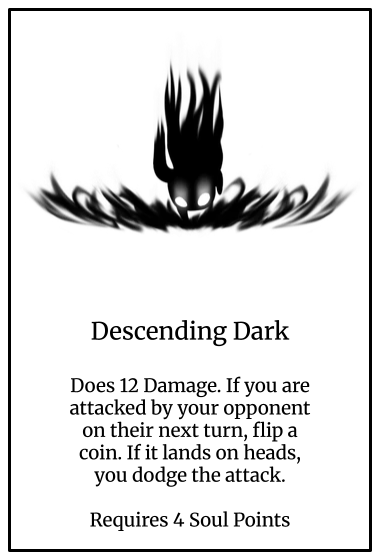 Descending Dark
Does 12 Damage. If you are
attacked by your opponent
on their next turn, flip a
coin. If it lands on heads,
you dodge the attack.
Requires 4 Soul Points